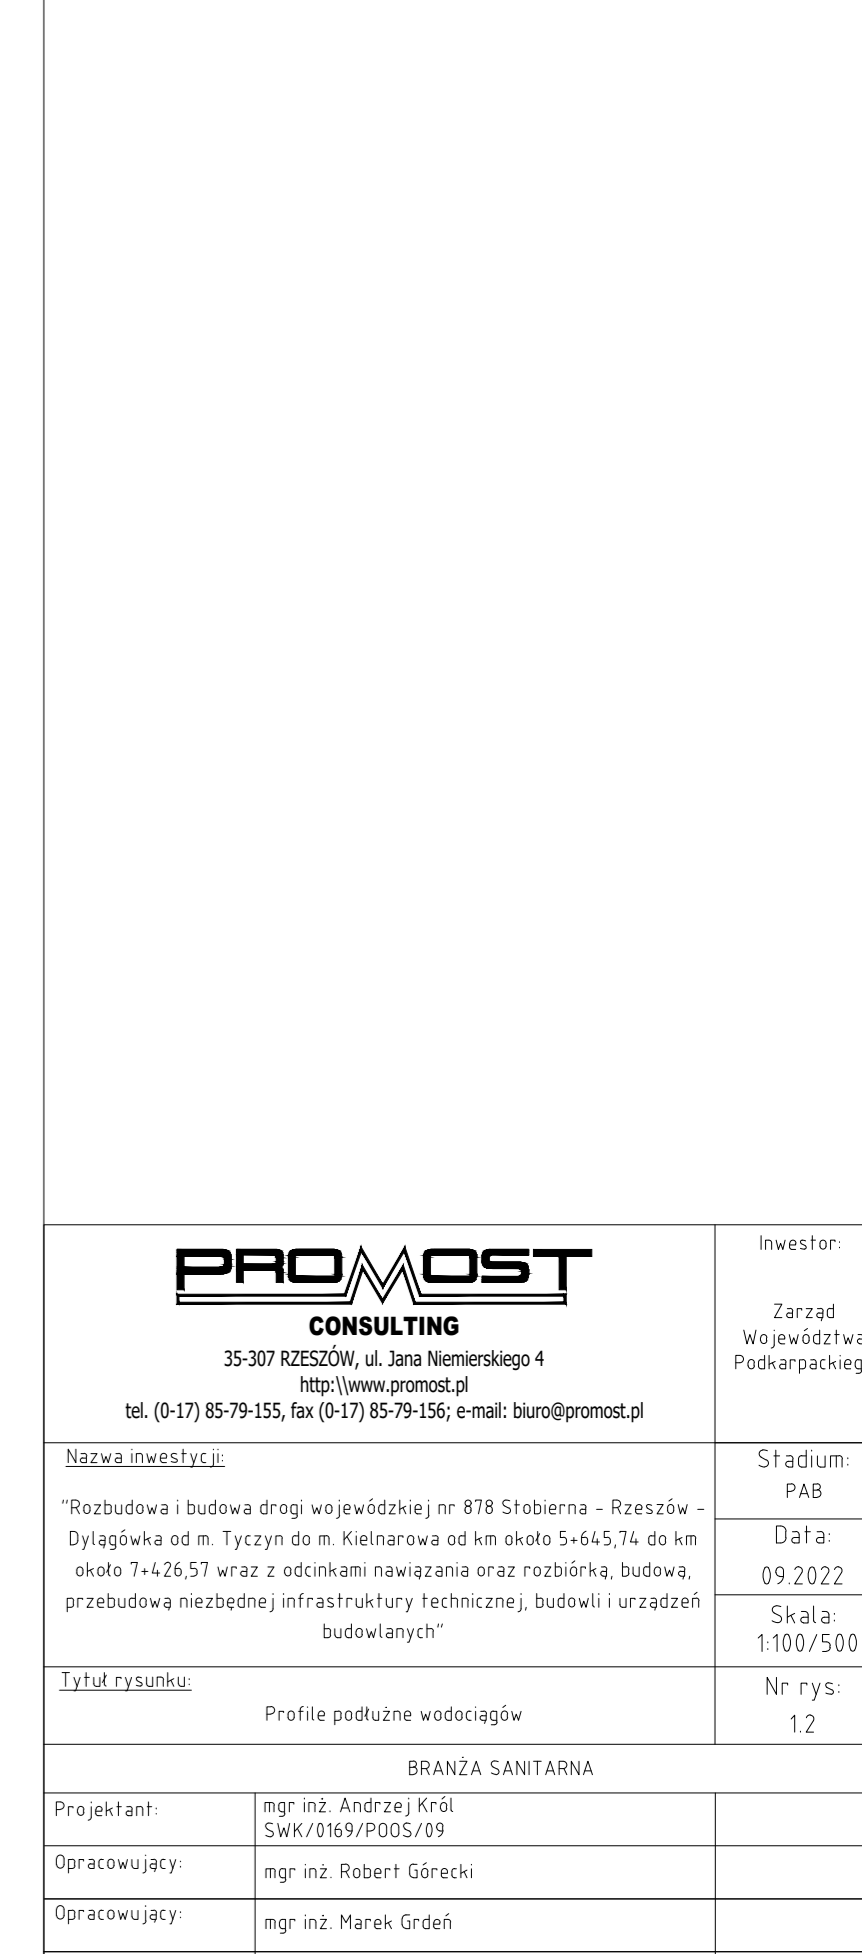 PROMOST
CONSULTING
35-307 RZESZÓW, ul. Jana Niemierskiego 4
http:\\www.promost.pl
tel. (0-17) 85-79-155, fax (0-17) 85-79-156; e-mail: biuro@promost.pl
Inwestor:
Zarząd
Województwa
Podkarpackieg
Nazwa inwestycji:
"Rozbudowa i budowa drogi wojewódzkiej nr 878 Stobierna - Rzeszów -
Dylągówka od m. Tyczyn do m. Kielnarowa od km około 5+645,74 do km
około 7+426,57 wraz z odcinkami nawiązania oraz rozbiórką, budową,
przebudową niezbędnej infrastruktury technicznej, budowli i urządzeń
budowlanych"
Stadium:
PAB
Data:
09.2022
Skala:
1:100/500
Tytuł rysunku:
Profile podłużne wodociągów
Nr rys:
1.2
BRANŻA SANITARNA
Projektant:
mgr inż. Andrzej Król
SWK/0169/POOS/09
Opracowujący:
mgr inż. Robert Górecki
Opracowujący:
mgr inż. Marek Grdeń